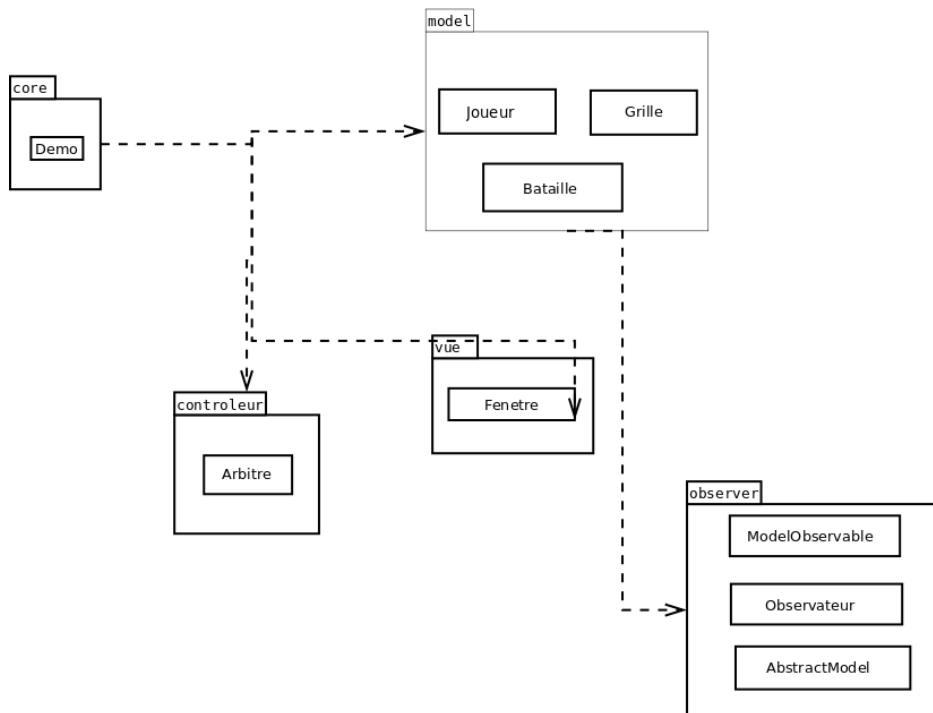 model
core
Joueur
Grille
Demo
Bataille
vue
Fenetre
controleur
Arbitre
observer
ModelObservable
Observateur
AbstractModel